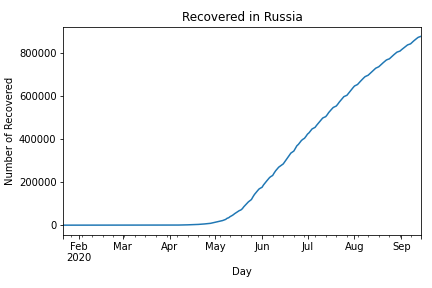 Recovered in Russia
Number of Recovered
800000
600000
400000
200000
0
Feb Mar Apr May Jun Jul Aug Sep
2020
Day